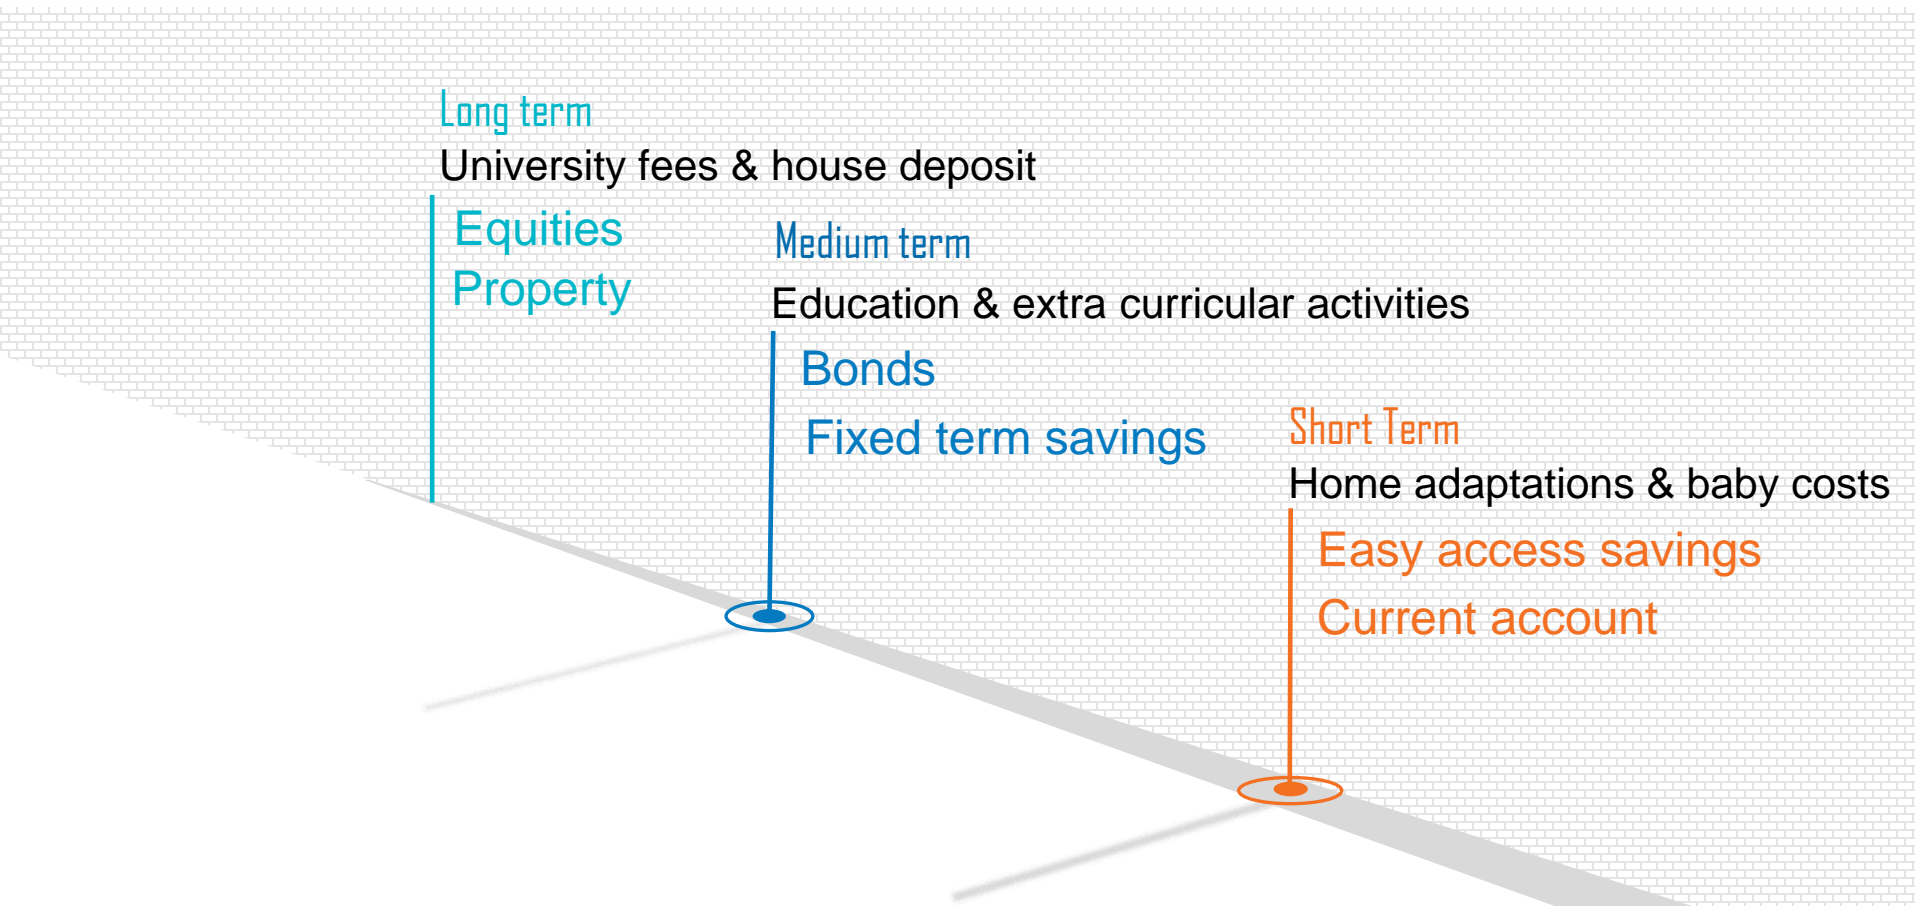 Long term
University fees & house deposit
Equities
Property
Medium term
Education & extra curricular activities
Bonds
Fixed term savings
Short Term
Home adaptations & baby costs
Easy access savings
Current account